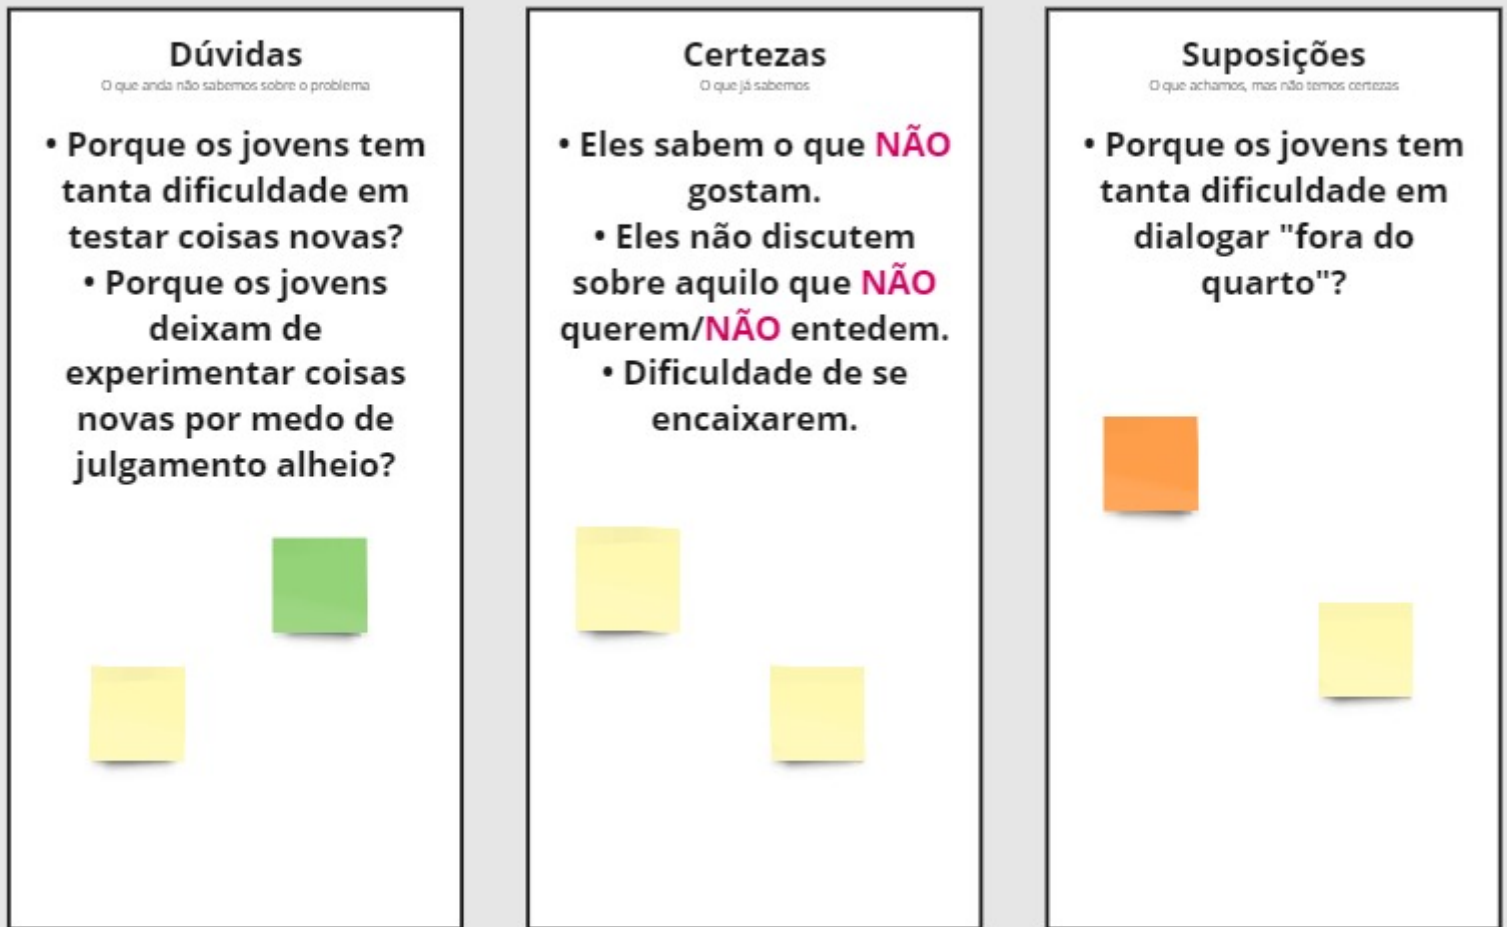 Dúvidas
O que anda não sabemos sobre o problema
• Porque os jovens tem
tanta dificuldade em
testar coisas novas?
• Porque os jovens
deixam de
experimentar coisas
novas por medo de
julgamento alheio?
Certezas
O que já sabemos
• Eles sabem o que NÃO
gostam.
• Eles não discutem
sobre aquilo que NÃO
querem/NÃO entedem.
• Dificuldade de se
encaixarem.
Suposições
O que achamos, mas não temos certezas
• Porque os jovens tem
tanta dificuldade em
dialogar "fora do
quarto"?